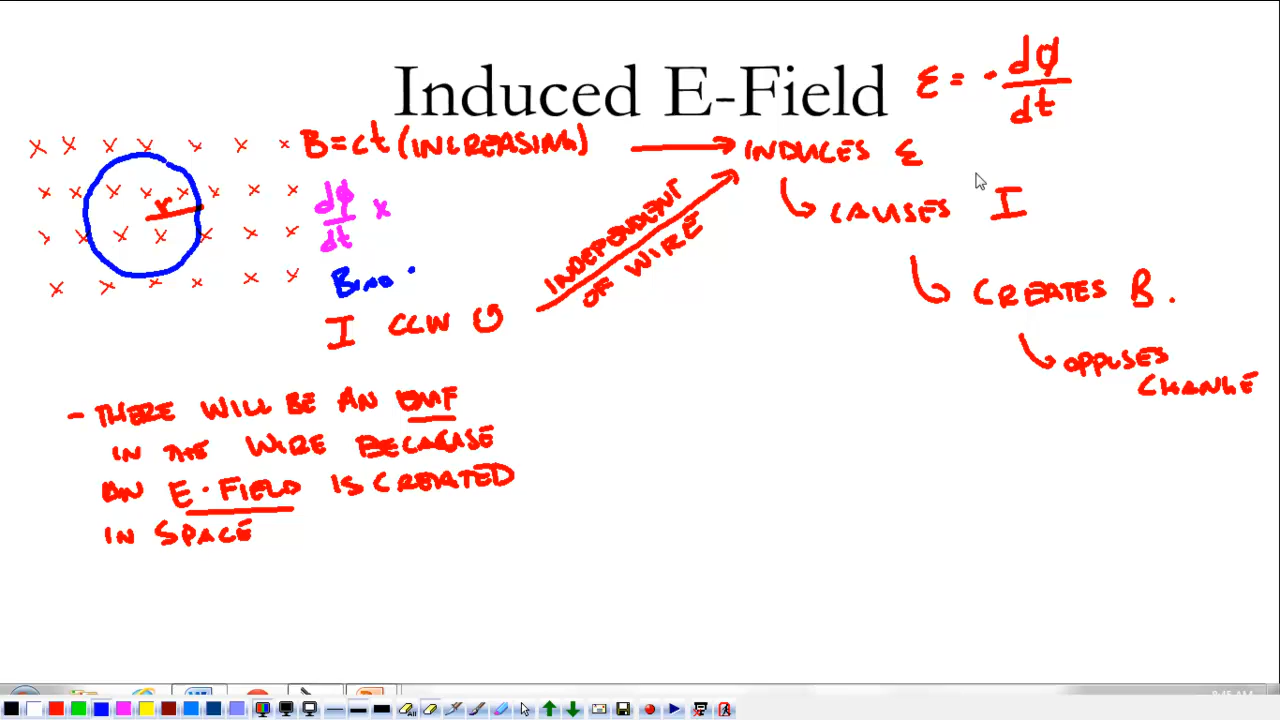 Induced E-Field
ε = - dϕ/dt
B = ct (INCREASING)
INDUCES ε
r
dϕ/dt x
CAUSES I
INDEPENDENT
OF WIRE
BIND ·
CREATES B.
I CCW
OPPOSES
CHANGE
- THERE WILL BE AN EMF
IN THE WIRE BECAUSE
AN E-FIELD IS CREATED
IN SPACE